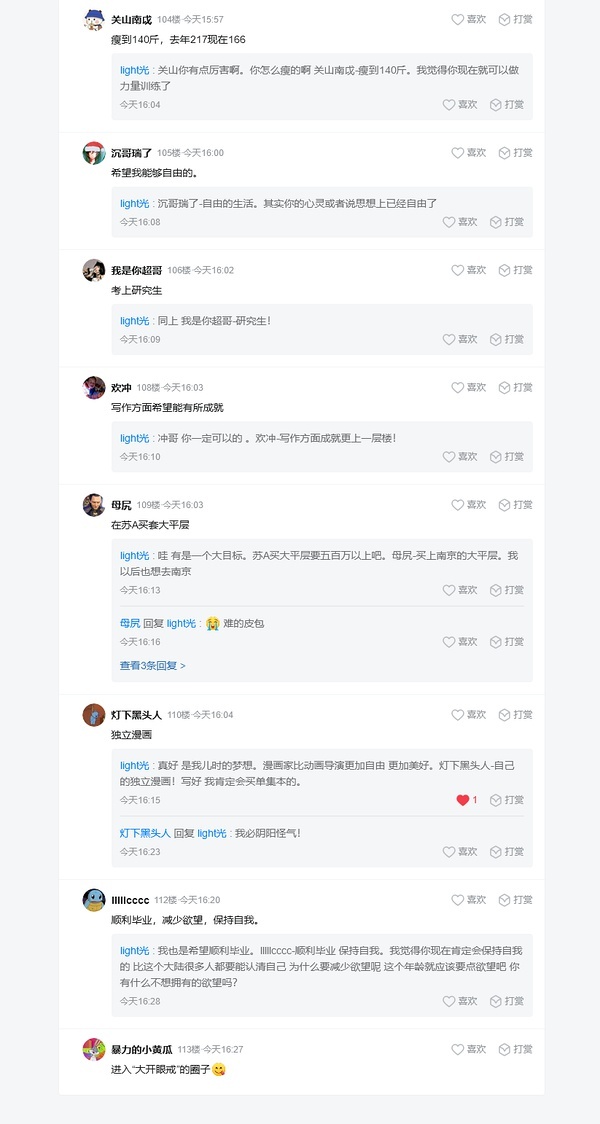 关山南戊 104楼·今天15:57 喜欢 打赏
瘦到140斤，去年217现在166
light光 : 关山你有点厉害啊。你怎么瘦的啊 关山南戊-瘦到140斤。我觉得你现在就可以做
力量训练了
今天16:04 喜欢 打赏
沉哥瑞了 105楼·今天16:00 喜欢 打赏
希望我能够自由的。
light光 : 沉哥瑞了-自由的生活。其实你的心灵或者说思想上已经自由了
今天16:08 喜欢 打赏
我是你超哥 106楼·今天16:02 喜欢 打赏
考上研究生
light光 : 同上 我是你超哥-研究生！
今天16:09 喜欢 打赏
欢冲 108楼·今天16:03 喜欢 打赏
写作方面希望能有所成就
light光 : 冲哥 你一定可以的 。欢冲-写作方面成就更上一层楼！
今天16:10 喜欢 打赏
母尻 109楼·今天16:03 喜欢 打赏
在苏A买套大平层
light光 : 哇 有是一个大目标。苏A买大平层要五百万以上吧。母尻-买上南京的大平层。我
以后也想去南京
今天16:13 喜欢 打赏
母尻 回复 light光 : 😭 难的皮包
今天16:16 喜欢 打赏
查看3条回复 >
灯下黑头人 110楼·今天16:04 喜欢 打赏
独立漫画
light光 : 真好 是我儿时的梦想。漫画家比动画导演更加自由 更加美好。灯下黑头人-自己
的独立漫画！写好 我肯定会买单集本的。
今天16:15 1 打赏
灯下黑头人 回复 light光 : 我必阴阳怪气！
今天16:23 喜欢 打赏
lllllcccc 112楼·今天16:20 喜欢 打赏
顺利毕业，减少欲望，保持自我。
light光 : 我也是希望顺利毕业。lllllcccc-顺利毕业 保持自我。我觉得你现在肯定会保持自我
的 比这个大陆很多人都要能认清自己 为什么要减少欲望呢 这个年龄就应该要点欲望吧 你
有什么不想拥有的欲望吗？
今天16:28 喜欢 打赏
暴力的小黄瓜 113楼·今天16:27 喜欢 打赏
进入“大开眼戒”的圈子😋